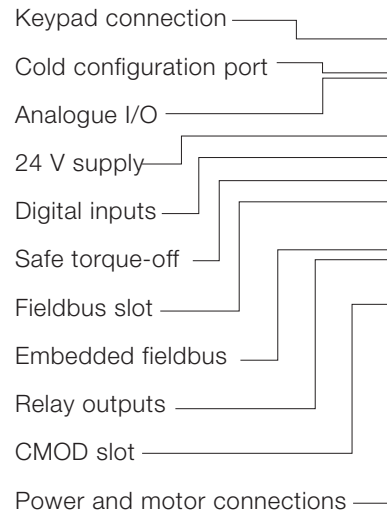 Keypad connection
Cold configuration port
Analogue I/O
24 V supply
Digital inputs
Safe torque-off
Fieldbus slot
Embedded fieldbus
Relay outputs
CMOD slot
Power and motor connections